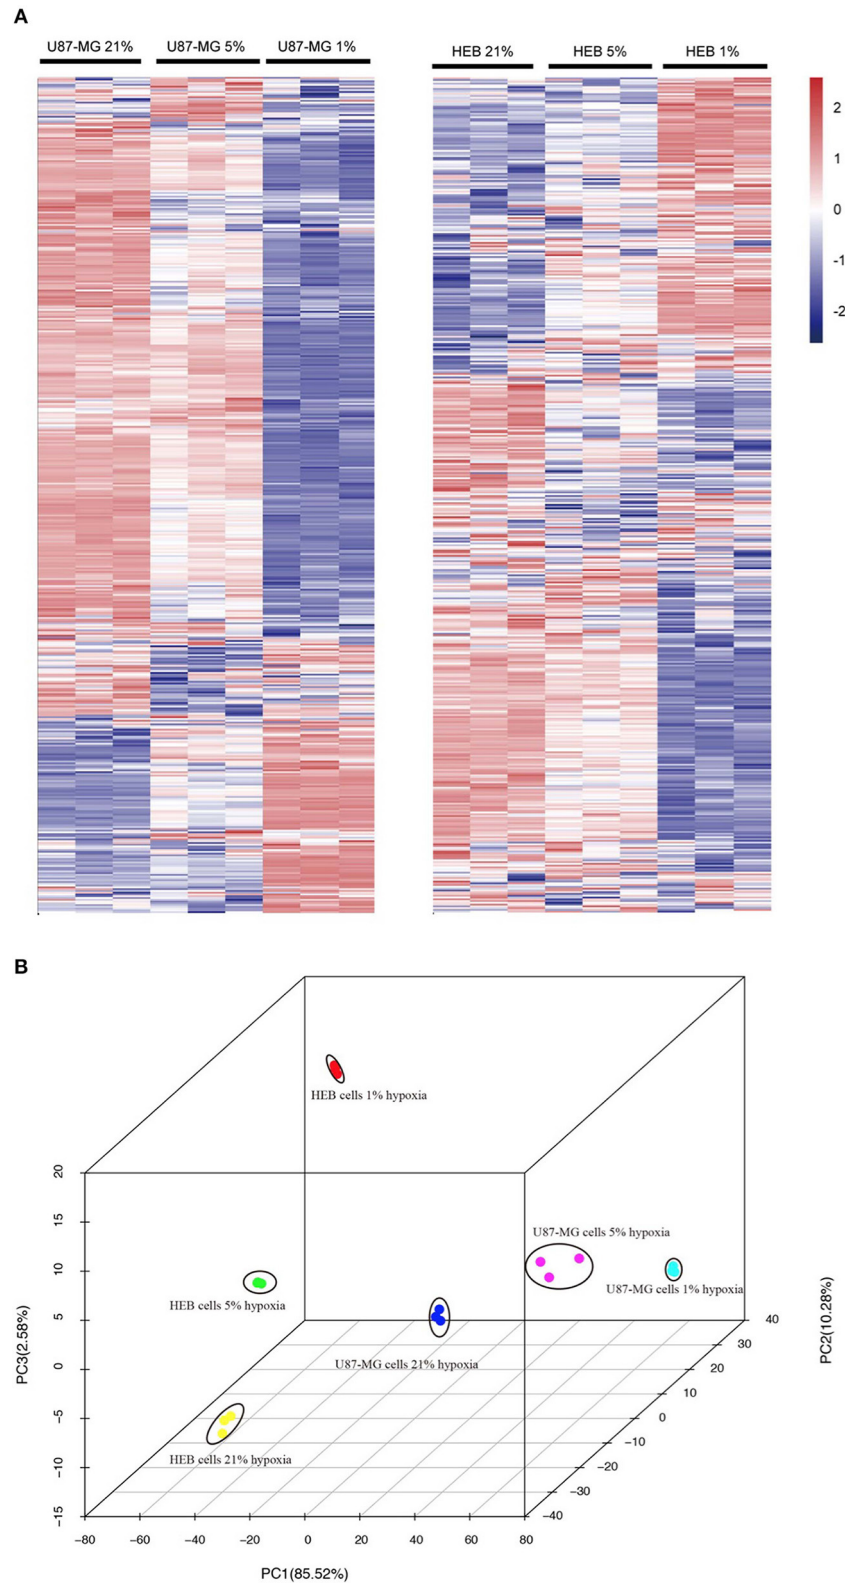 A
U87-MG 21% U87-MG 5% U87-MG 1%
HEB 21% HEB 5% HEB 1%
2
1
0
-1
-2
B
HEB cells 1% hypoxia
20
15
10
5
0
−5
−10
−15
PC3(2.58%)
U87-MG cells 5% hypoxia
U87-MG cells 1% hypoxia
HEB cells 5% hypoxia
U87-MG cells 21% hypoxia
HEB cells 21% hypoxia
40
30
20
10
0
−10
−20
−30
−40
PC2(10.28%)
−80 −60 −40 −20 0 20 40 60 80
PC1(85.52%)